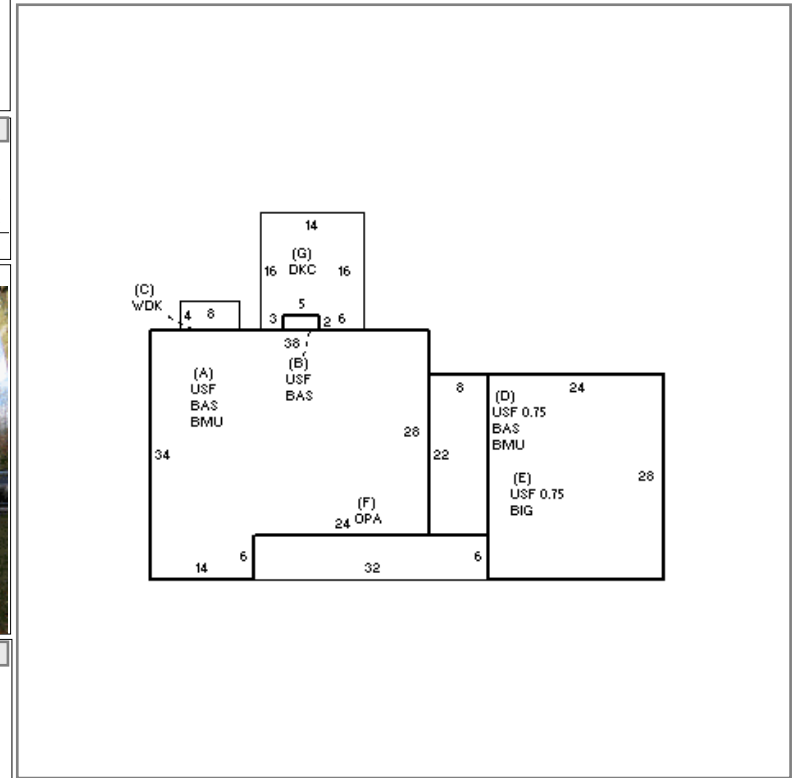 14
(G)
DKC
16 16
(C)
WDK
4 8
5
3 2 6
38
(B)
USF
BAS
(A)
USF
BAS
BMU
8
24
(D)
USF 0.75
BAS
BMU
28
22
34
28
(E)
USF 0.75
BIG
(F)
OPA
24
6
6
14
32